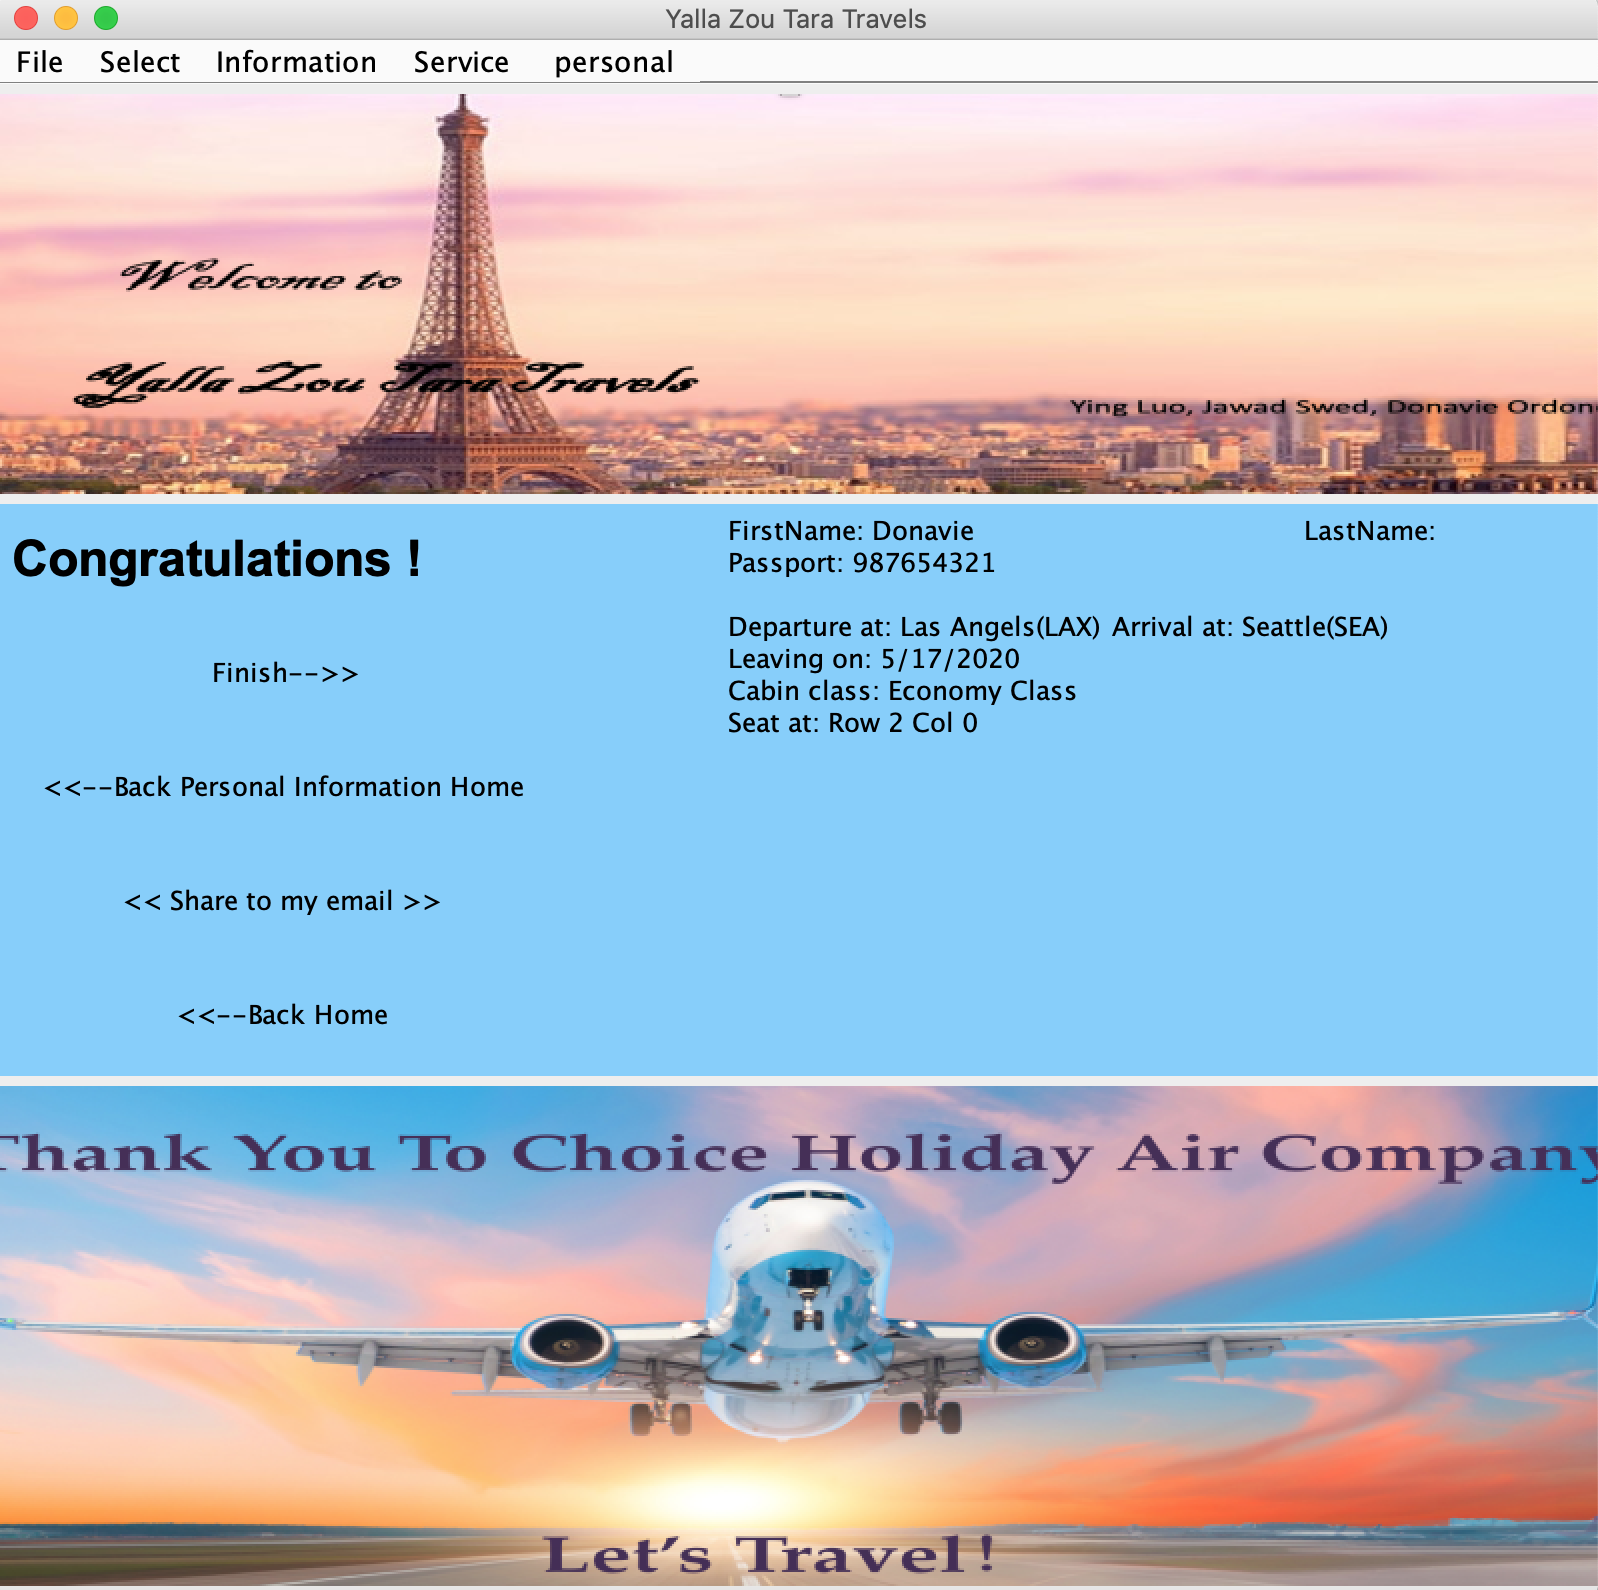 Yalla Zou Tara Travels
File Select Information Service personal
Welcome to
Yalla Zou Tara Travels
Ying Luo, Jawad Swed, Donavie
Congratulations !
Finish-->>
<<--Back Personal Information Home
<< Share to my email >>
<<--Back Home
FirstName: Donavie LastName:
Passport: 987654321
Departure at: Las Angels(LAX) Arrival at: Seattle(SEA)
Leaving on: 5/17/2020
Cabin class: Economy Class
Seat at: Row 2 Col 0
Thank You To Choice Holiday Air Company
Let's Travel!